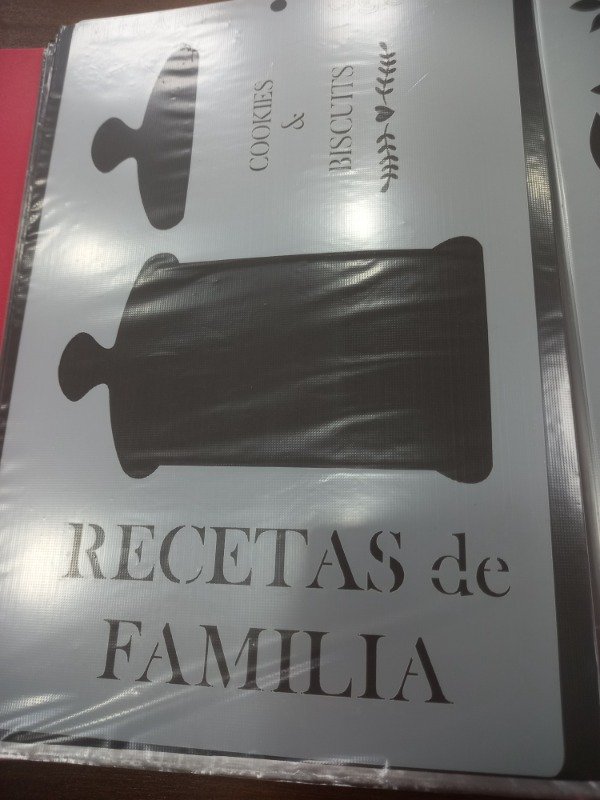 COOKIES
&
BISCUITS
RECETAS de
FAMILIA